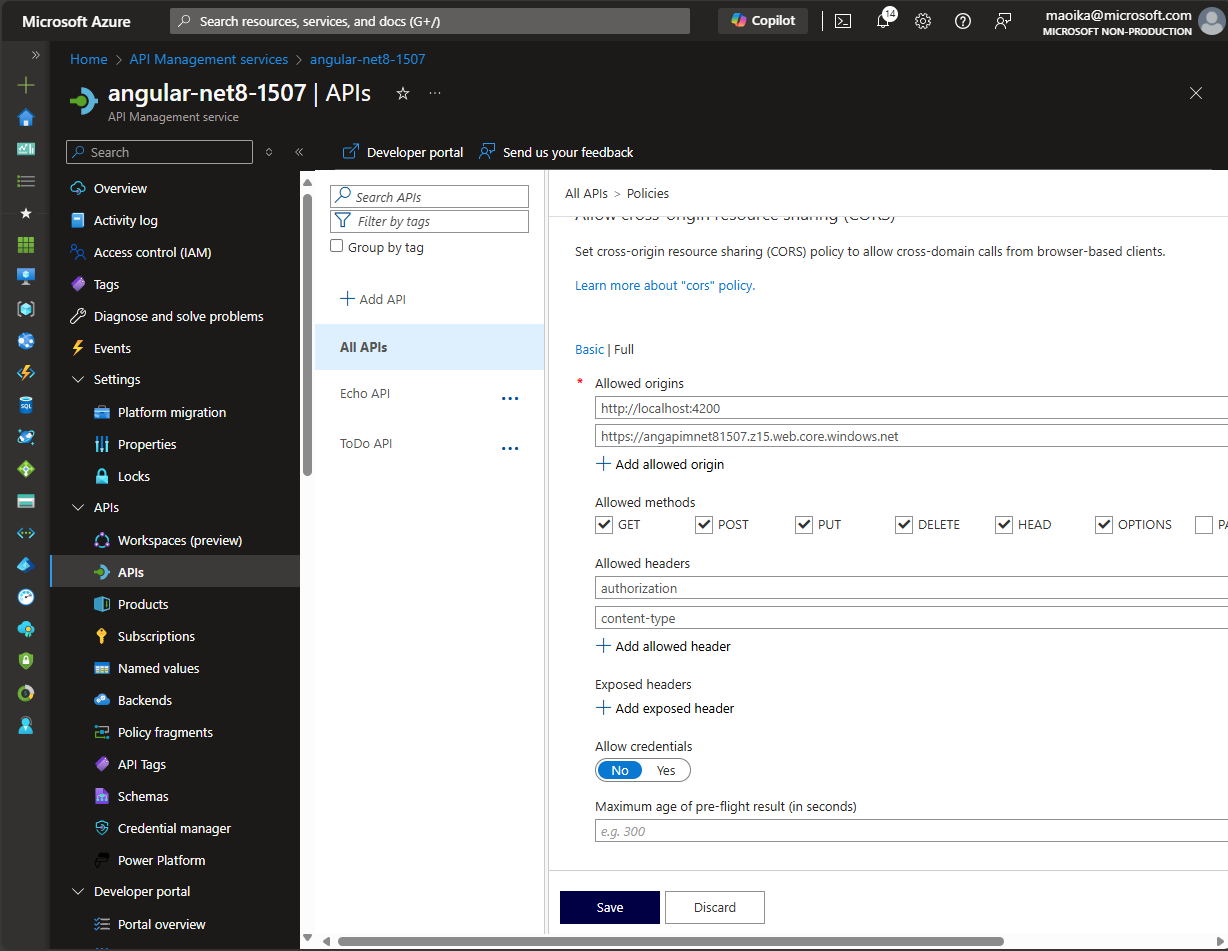 Microsoft Azure
Search resources, services, and docs (G+/)
Copilot
14
maoika@microsoft.com
MICROSOFT NON-PRODUCTION
Home > API Management services > angular-net8-1507
angular-net8-1507 | APIs
API Management service
Search
Developer portal
Send us your feedback
Overview
Activity log
Access control (IAM)
Tags
Diagnose and solve problems
Events
Settings
Platform migration
Properties
Locks
APIs
Workspaces (preview)
APIs
Products
Subscriptions
Named values
Backends
Policy fragments
API Tags
Schemas
Credential manager
Power Platform
Developer portal
Portal overview
Search APIs
Filter by tags
Group by tag
Add API
All APIs
Echo API
ToDo API
All APIs > Policies
Allow cross-origin resource sharing (CORS)
Set cross-origin resource sharing (CORS) policy to allow cross-domain calls from browser-based clients.
Learn more about "cors" policy.
Basic | Full
* Allowed origins
http://localhost:4200
https://angapimnet81507.z15.web.core.windows.net
Add allowed origin
Allowed methods
GET POST PUT DELETE HEAD OPTIONS PA
Allowed headers
authorization
content-type
Add allowed header
Exposed headers
Add exposed header
Allow credentials
No Yes
Maximum age of pre-flight result (in seconds)
e.g. 300
Save Discard